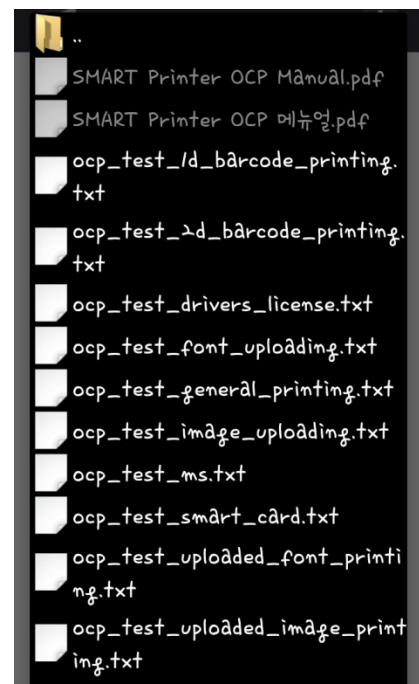 ..
SMART Printer OCP Manual.pdf
SMART Printer OCP 메뉴얼.pdf
ocp_test_1d_barcode_printing.
txt
ocp_test_2d_barcode_printing.
txt
ocp_test_drivers_license.txt
ocp_test_font_uploading.txt
ocp_test_general_printing.txt
ocp_test_image_uploading.txt
ocp_test_ms.txt
ocp_test_smart_card.txt
ocp_test_uploaded_font_printi
ng.txt
ocp_test_uploaded_image_print
ing.txt